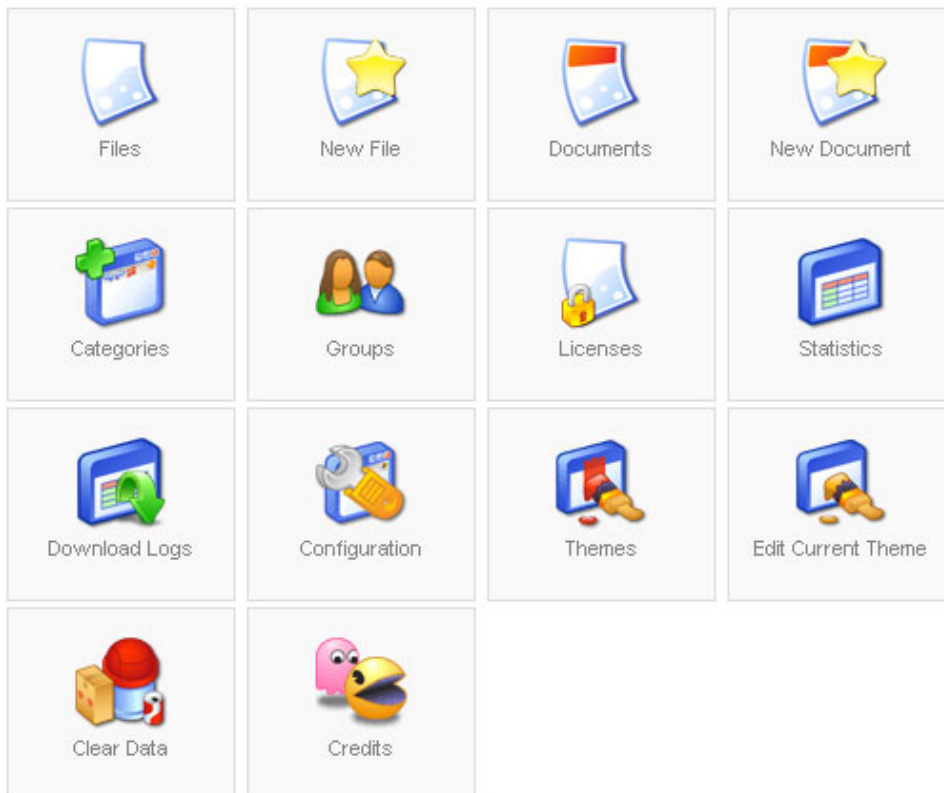 Files
New File
Documents
New Document
Categories
Groups
Licenses
Statistics
Download Logs
Configuration
Themes
Edit Current Theme
Clear Data
Credits